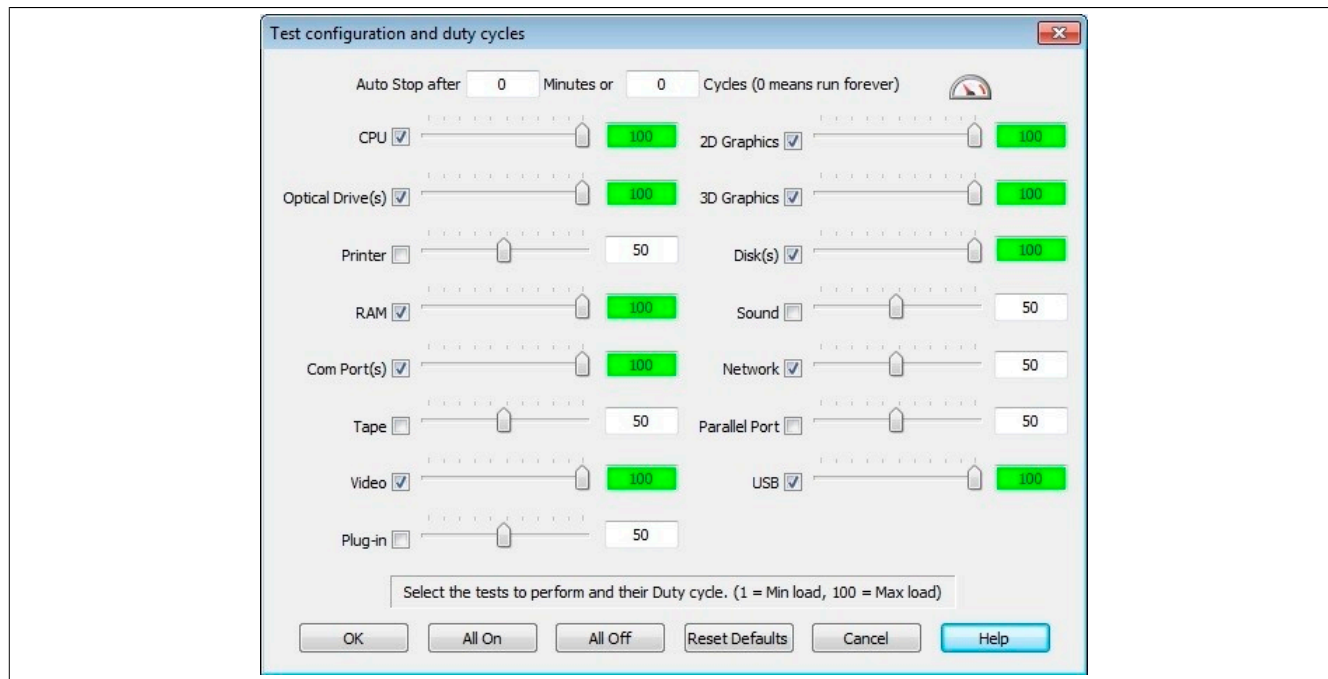 Test configuration and duty cycles
Auto Stop after 0 Minutes or 0 Cycles (0 means run forever)
CPU 100 2D Graphics 100
Optical Drive(s) 100 3D Graphics 100
Printer 50 Disk(s) 100
RAM 100 Sound 50
Com Port(s) 100 Network 50
Tape 50 Parallel Port 50
Video 100 USB 100
Plug-in 50
Select the tests to perform and their Duty cycle. (1 = Min load, 100 = Max load)
OK All On All Off Reset Defaults Cancel Help